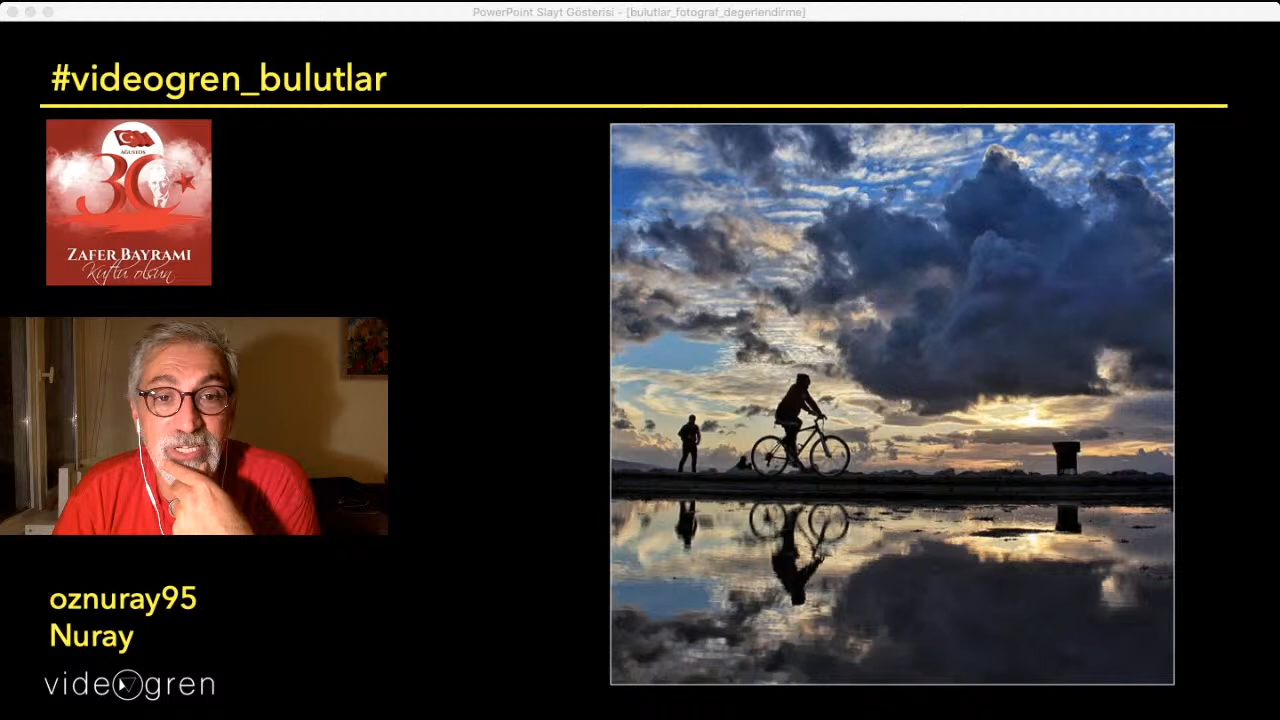 PowerPoint Slayt Gösterisi - [bulutlar_fotograf_degerlendirme]
#videogren_bulutlar
AĞUSTOS
30
ZAFER BAYRAMI
Kutlu olsun
oznuray95
Nuray
videogren